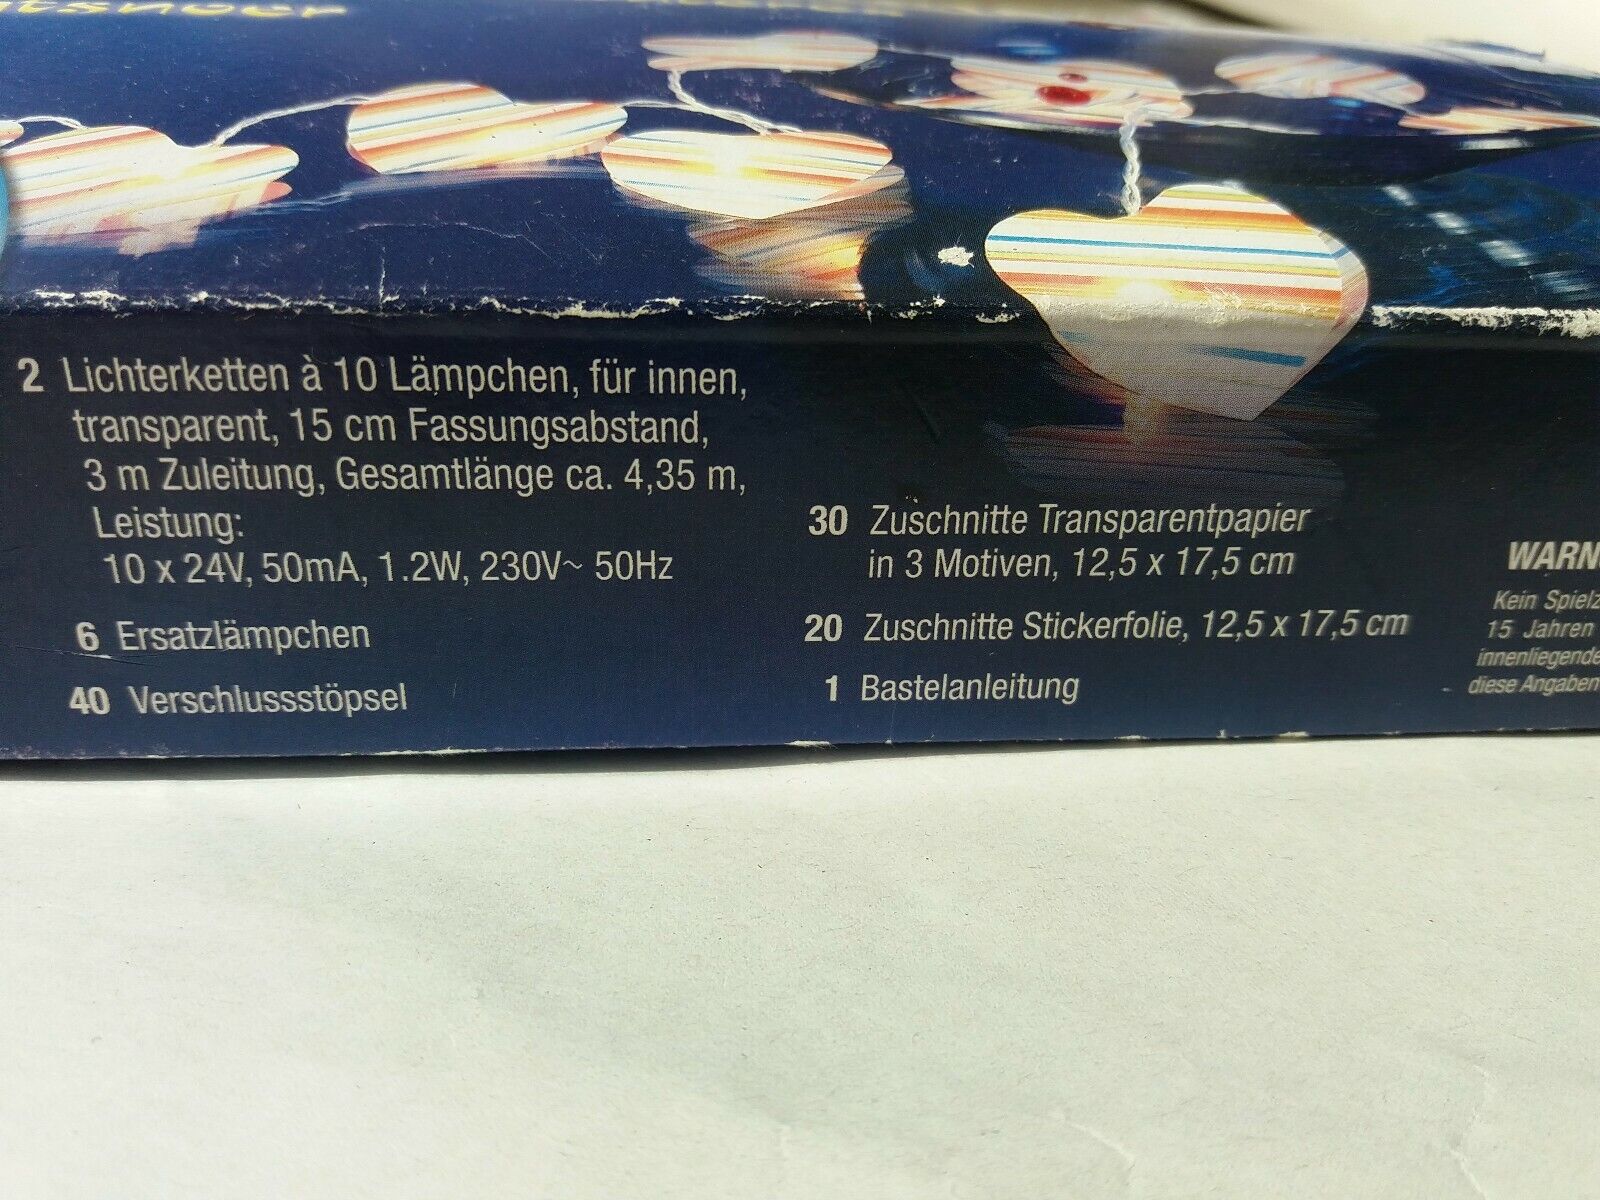 2 Lichterketten à 10 Lämpchen, für innen,
transparent, 15 cm Fassungsabstand,
3 m Zuleitung, Gesamtlänge ca. 4,35 m,
Leistung:
10 x 24V, 50mA, 1.2W, 230V~ 50Hz
6 Ersatzlämpchen
40 Verschlussstöpsel
30 Zuschnitte Transparentpapier
in 3 Motiven, 12,5 x 17,5 cm
20 Zuschnitte Stickerfolie, 12,5 x 17,5 cm
1 Bastelanleitung
WARN
Kein Spielz
15 Jahren
innenliegende
diese Angaben